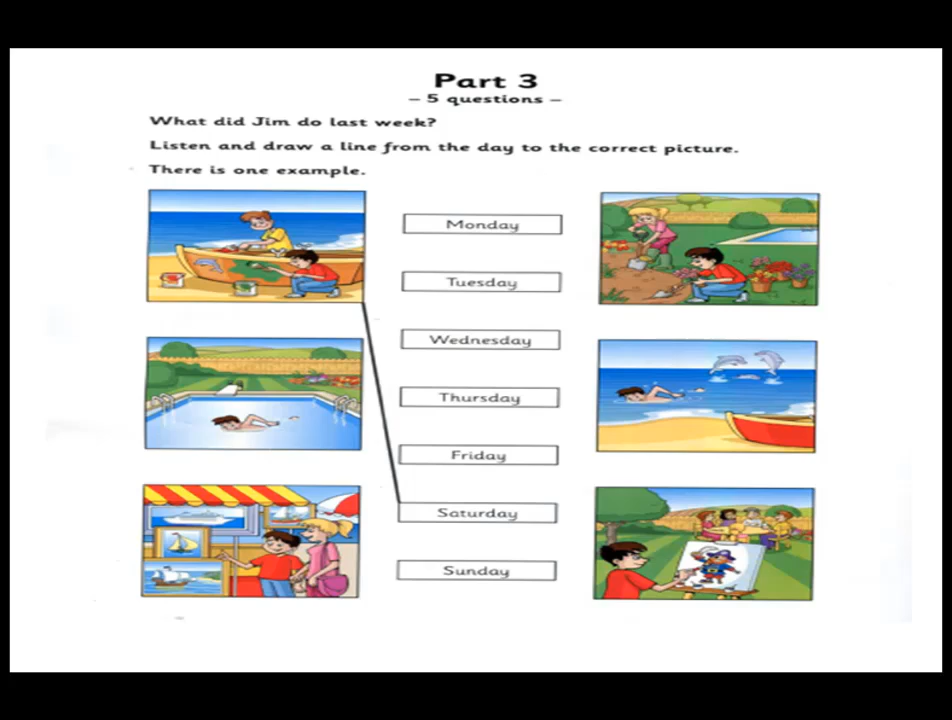 Part 3
– 5 questions –
What did Jim do last week?
Listen and draw a line from the day to the correct picture.
There is one example.
Monday
Tuesday
Wednesday
Thursday
Friday
Saturday
Sunday